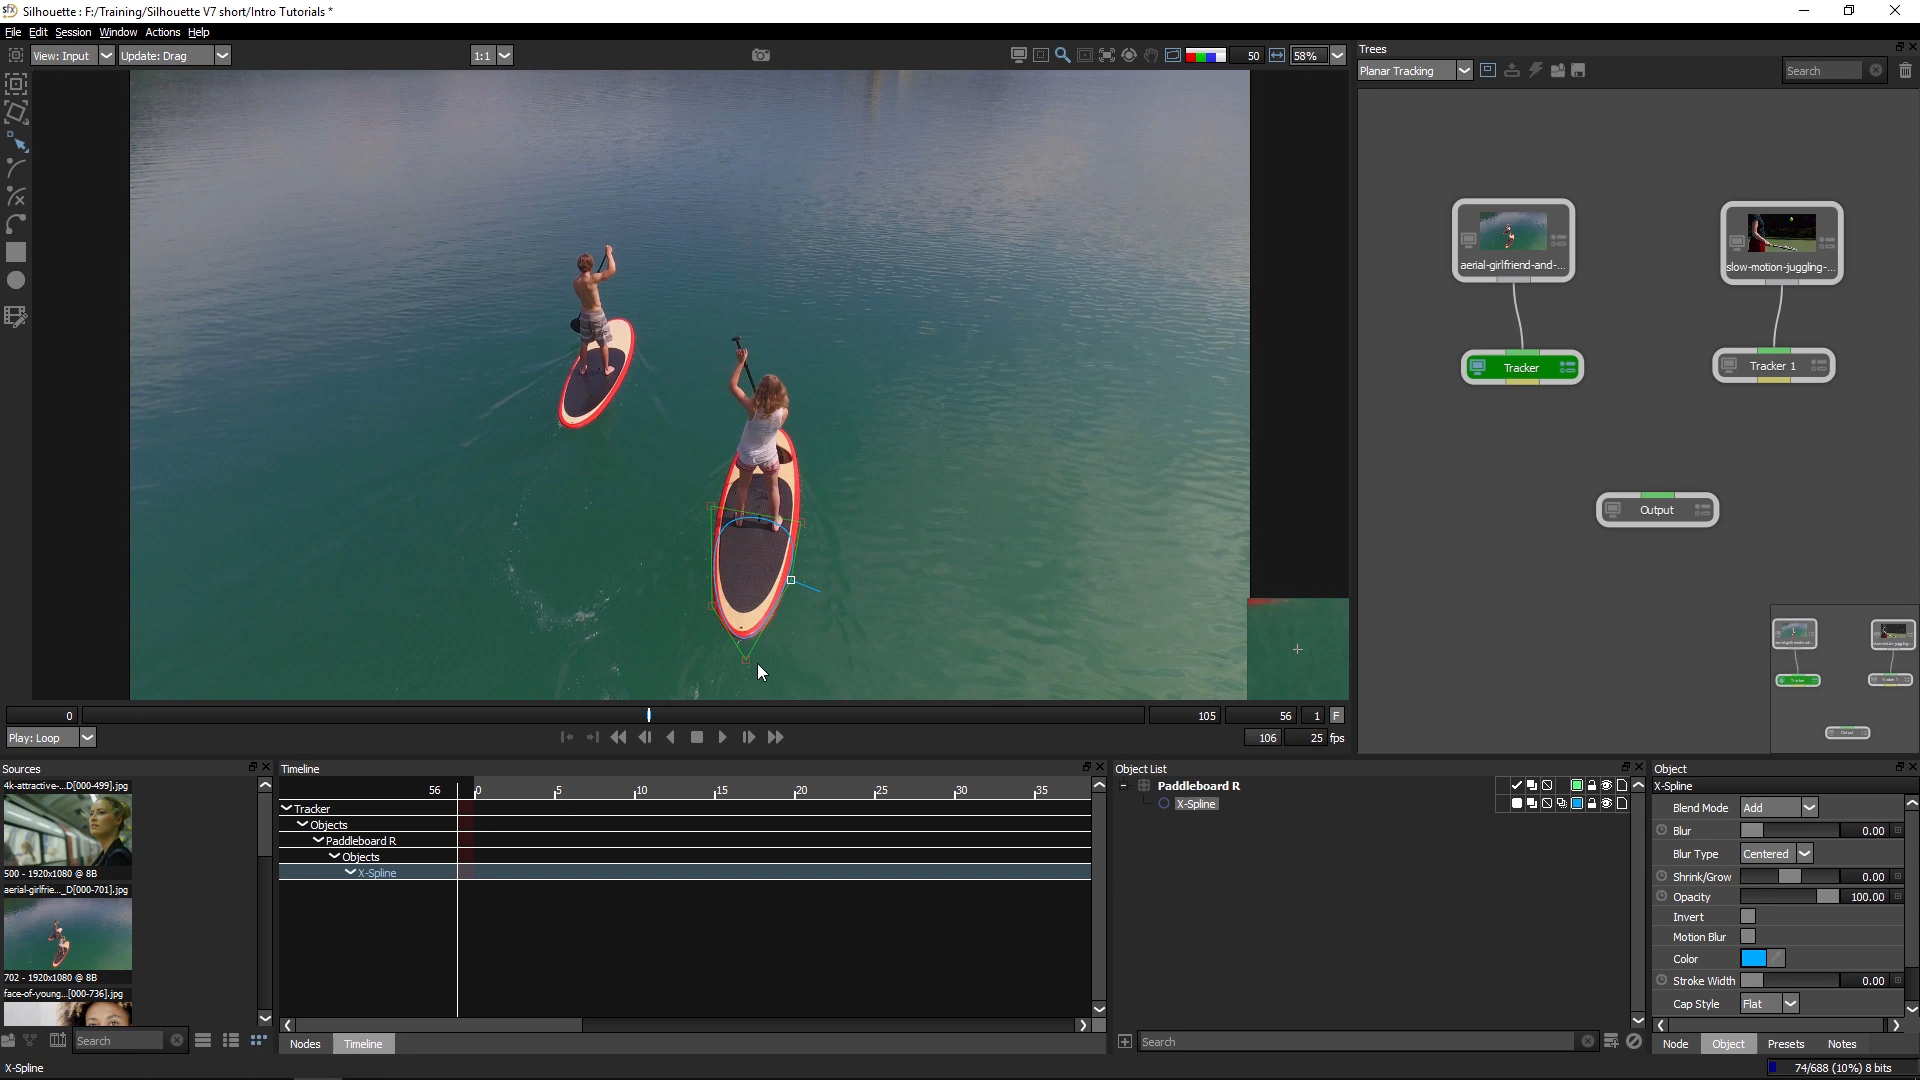 Silhouette : F:/Training/Silhouette V7 short/Intro Tutorials *
File Edit Session Window Actions Help
View: Input Update: Drag 1:1 50 58%
Trees
Planar Tracking Search
aerial-girlfriend-and-...
slow-motion-juggling-...
Tracker
Tracker 1
Output
0 105 56 1 F
Play: Loop 106 25 fps
Sources
4k-attractive-...D[000-499].jpg
500 - 1920x1080 @ 8B
aerial-girlfrie..._D[000-701].jpg
702 - 1920x1080 @ 8B
face-of-young...[000-736].jpg
Search
Timeline
56 0 5 10 15 20 25 30 35
Tracker
Objects
Paddleboard R
Objects
X-Spline
Nodes Timeline
Object List
Paddleboard R
X-Spline
Search
Object
X-Spline
Blend Mode Add
Blur 0.00
Blur Type Centered
Shrink/Grow 0.00
Opacity 100.00
Invert
Motion Blur
Color
Stroke Width 0.00
Cap Style Flat
Node Object Presets Notes
X-Spline
74/688 (10%) 8 bits